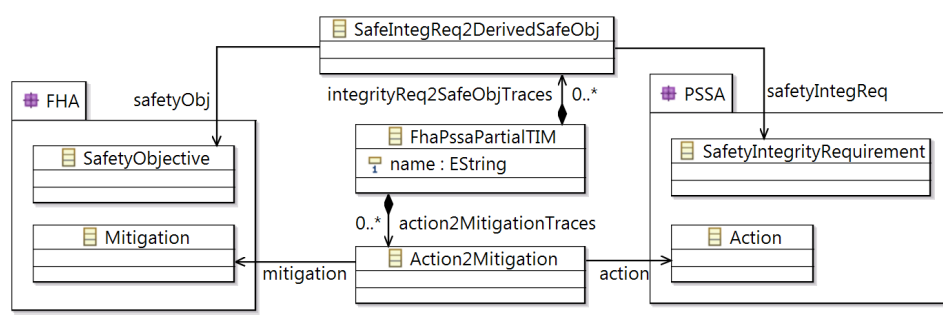 SafeIntegReq2DerivedSafeObj
FHA
safetyObj
integrityReq2SafeObjTraces
0..*
PSSA
safetyIntegReq
SafetyObjective
FhaPssaPartialTIM
1 name : EString
SafetyIntegrityRequirement
0..*
action2MitigationTraces
Mitigation
Action2Mitigation
Action
mitigation
action